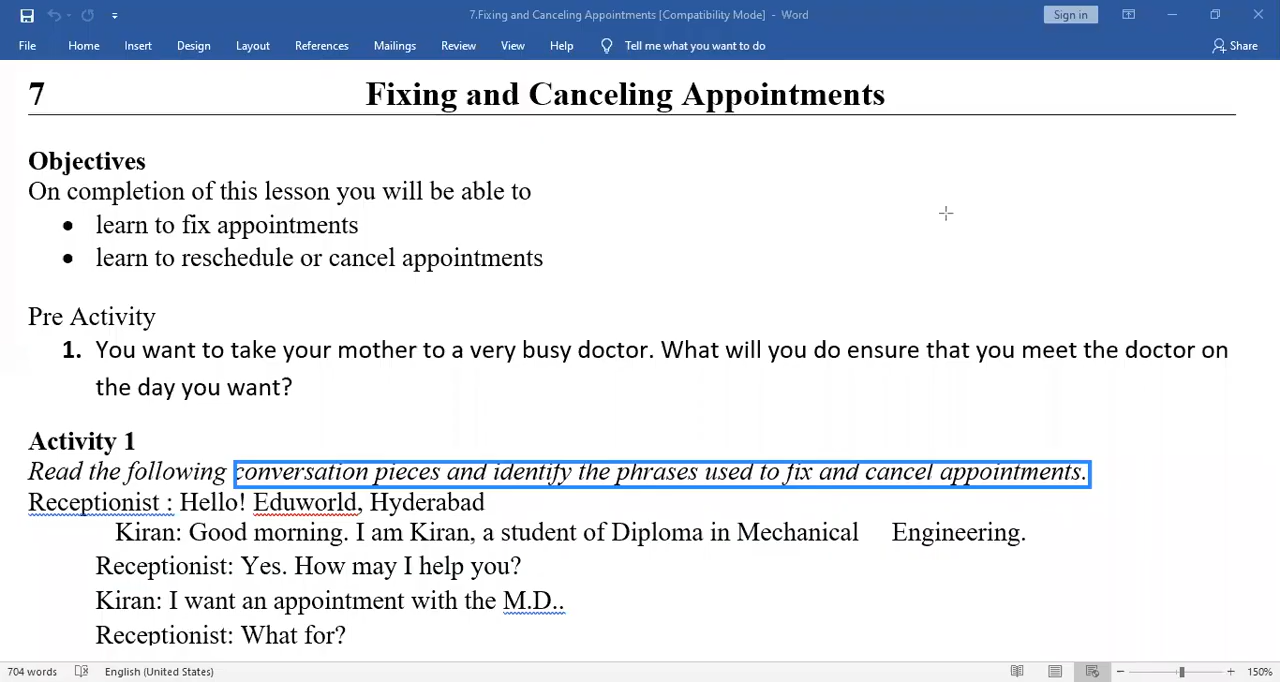 7.Fixing and Canceling Appointments [Compatibility Mode] - Word
Sign in
File Home Insert Design Layout References Mailings Review View Help Tell me what you want to do Share
7 Fixing and Canceling Appointments
Objectives
On completion of this lesson you will be able to
• learn to fix appointments
• learn to reschedule or cancel appointments
Pre Activity
1. You want to take your mother to a very busy doctor. What will you do ensure that you meet the doctor on
the day you want?
Activity 1
Read the following conversation pieces and identify the phrases used to fix and cancel appointments.
Receptionist : Hello! Eduworld, Hyderabad
Kiran: Good morning. I am Kiran, a student of Diploma in Mechanical Engineering.
Receptionist: Yes. How may I help you?
Kiran: I want an appointment with the M.D..
Receptionist: What for?
704 words English (United States) 150%